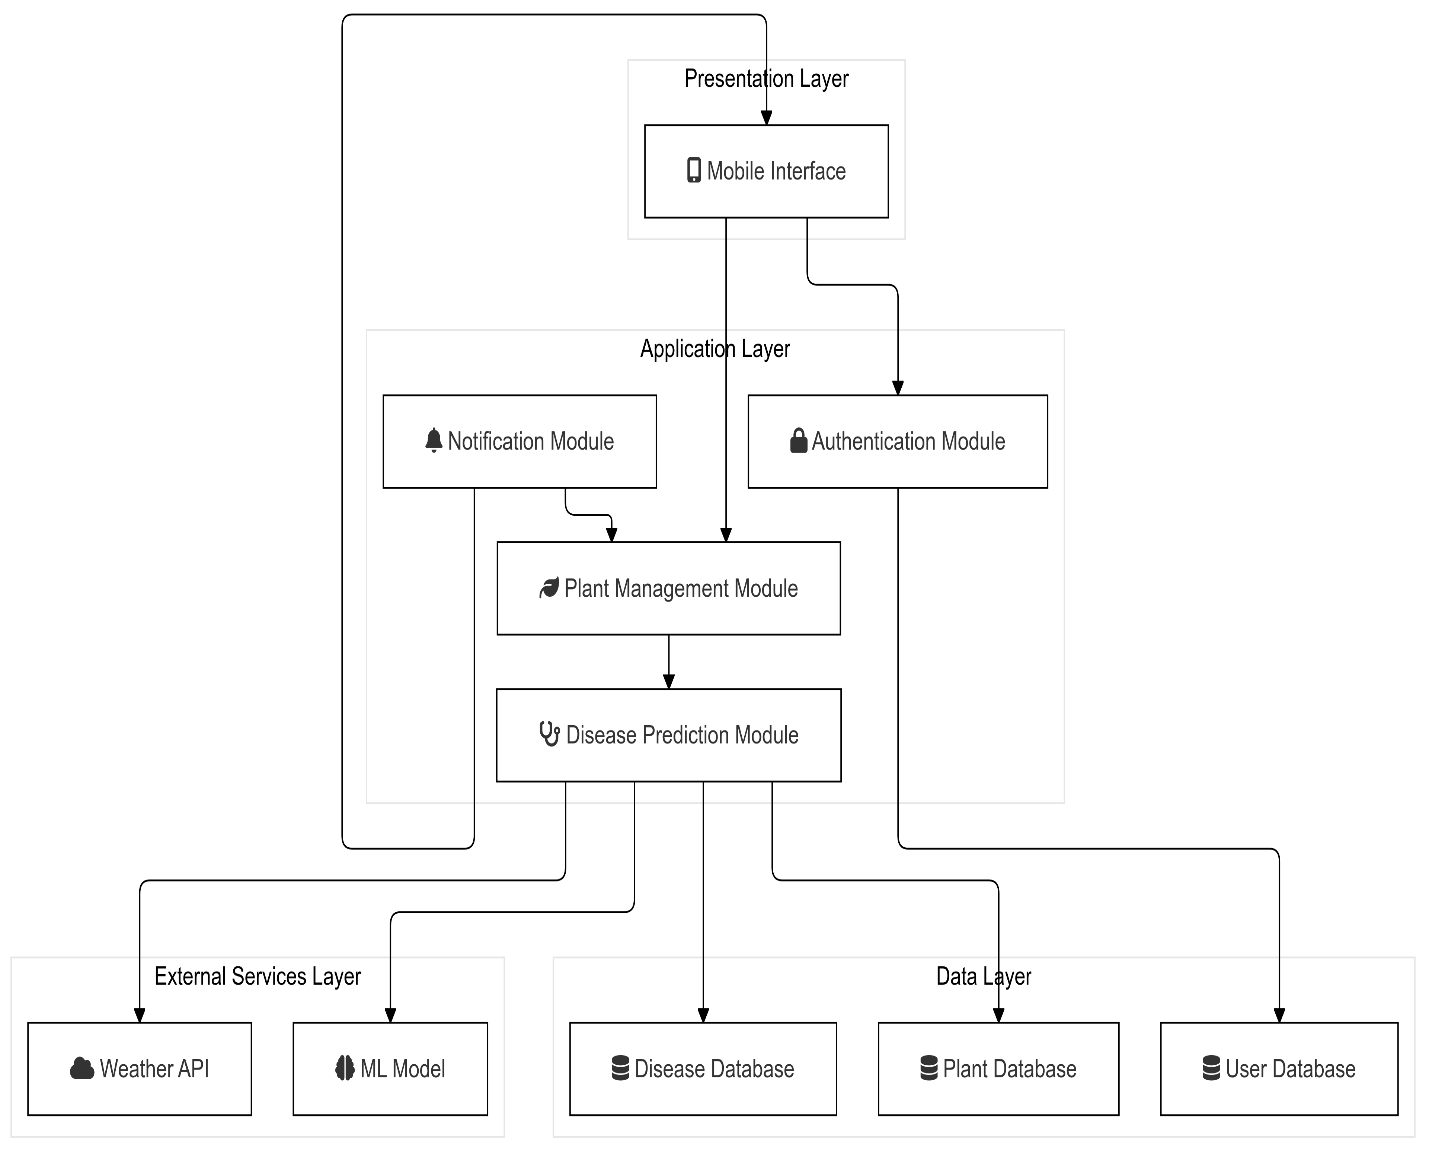 Presentation Layer
Mobile Interface
Application Layer
Notification Module
Authentication Module
Plant Management Module
Disease Prediction Module
External Services Layer
Data Layer
Weather API
ML Model
Disease Database
Plant Database
User Database